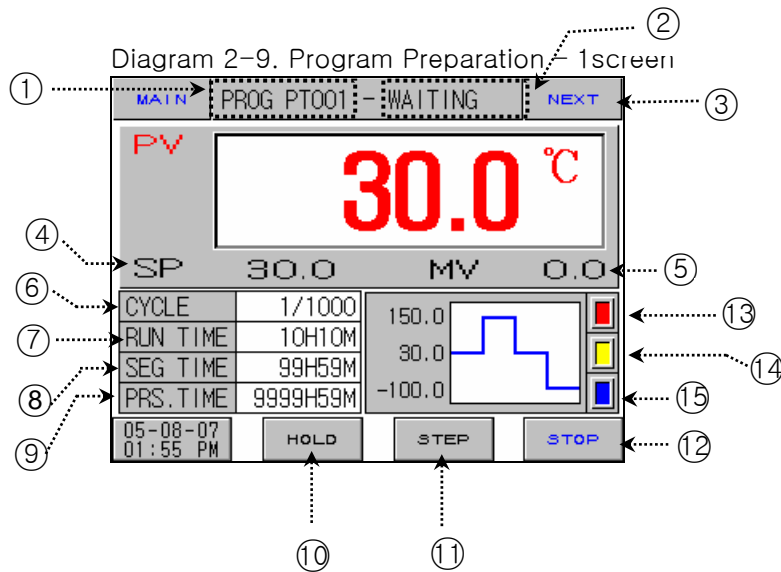 Diagram 2-9. Program Preparation - 1screen
① ②
MAIN PROG PT001 - WAITING NEXT
③
PV 30.0 ℃
④ SP 30.0 MV 0.0 ⑤
⑥ CYCLE 1/1000
⑦ RUN TIME 10H10M
⑧ SEG TIME 99H59M
⑨ PRS.TIME 9999H59M
150.0
30.0
-100.0
⑬
⑭
⑮
05-08-07
01:55 PM
HOLD STEP STOP ⑫
⑩ ⑪